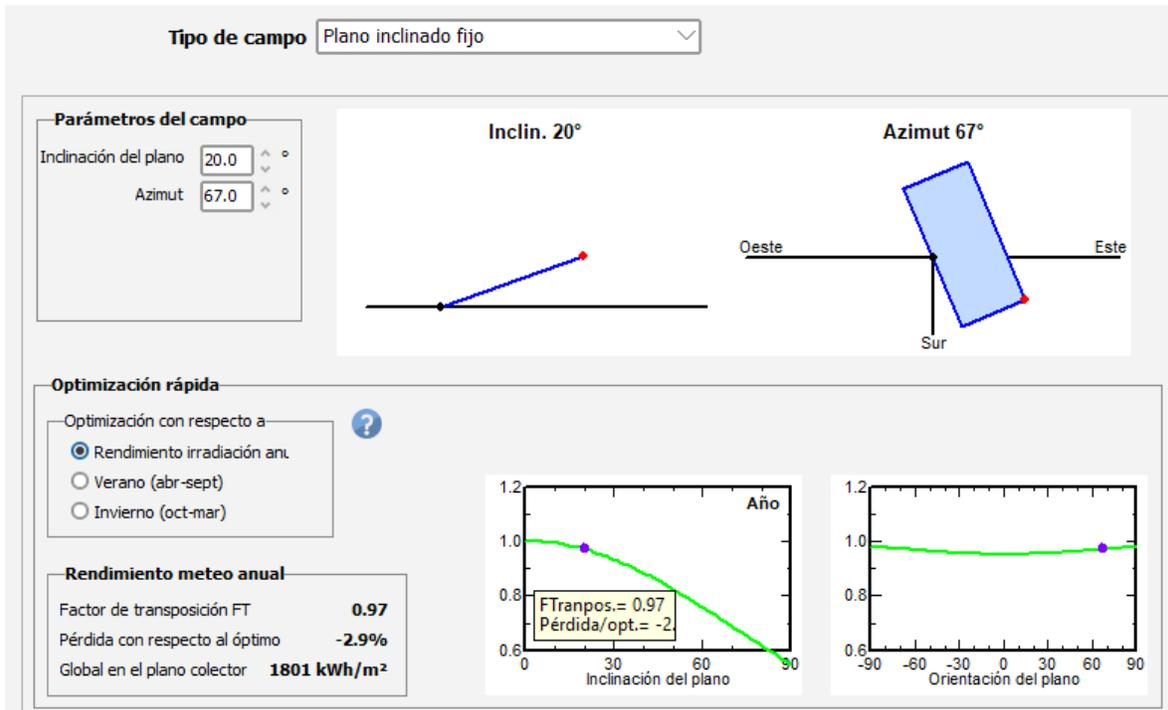 Tipo de campo Plano inclinado fijo
Parámetros del campo
Inclinación del plano 20.0 °
Azimut 67.0 °
Inclin. 20°
Azimut 67°
Oeste
Este
Sur
Optimización rápida
Optimización con respecto a
Rendimiento irradiación anu
Verano (abr-sept)
Invierno (oct-mar)
?
Rendimiento meteo anual
Factor de transposición FT 0.97
Pérdida con respecto al óptimo -2.9%
Global en el plano colector 1801 kWh/m²
Año
1.2
1.0
0.8
0.6
FTranpos.= 0.97
Pérdida/opt.= -2.
0 30 60 90
Inclinación del plano
1.2
1.0
0.8
0.6
-90 -60 -30 0 30 60 90
Orientación del plano